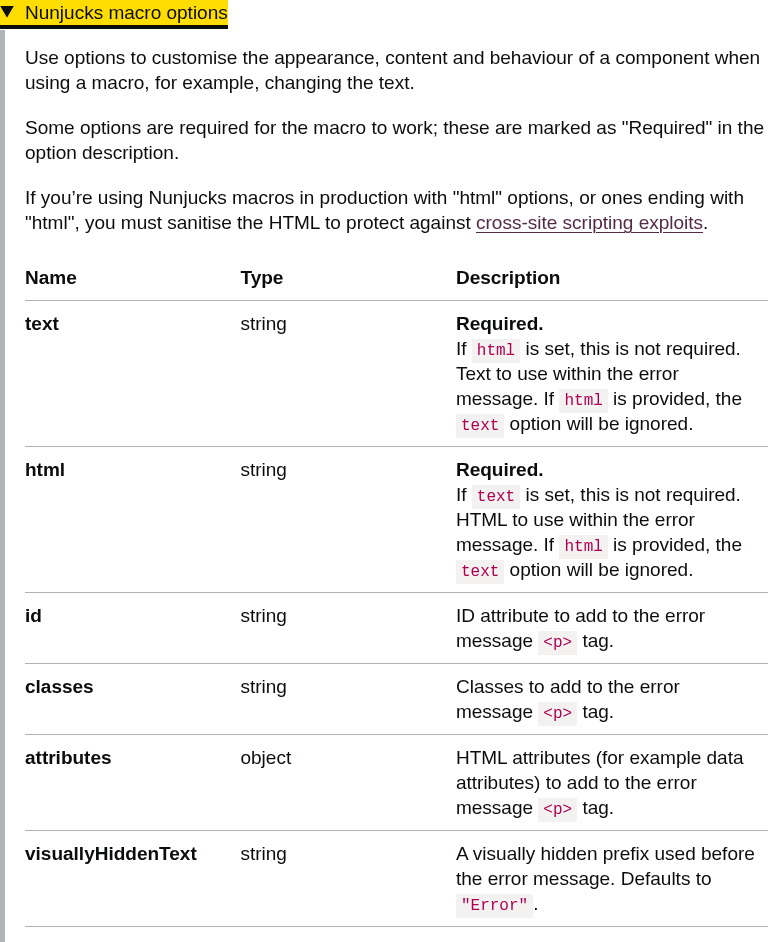 Nunjucks macro options
Use options to customise the appearance, content and behaviour of a component when
using a macro, for example, changing the text.
Some options are required for the macro to work; these are marked as "Required" in the
option description.
If you’re using Nunjucks macros in production with "html" options, or ones ending with
"html", you must sanitise the HTML to protect against cross-site scripting exploits.
Name Type Description
text string Required.
If html is set, this is not required.
Text to use within the error
message. If html is provided, the
text option will be ignored.
html string Required.
If text is set, this is not required.
HTML to use within the error
message. If html is provided, the
text option will be ignored.
id string ID attribute to add to the error
message <p> tag.
classes string Classes to add to the error
message <p> tag.
attributes object HTML attributes (for example data
attributes) to add to the error
message <p> tag.
visuallyHiddenText string A visually hidden prefix used before
the error message. Defaults to
"Error".